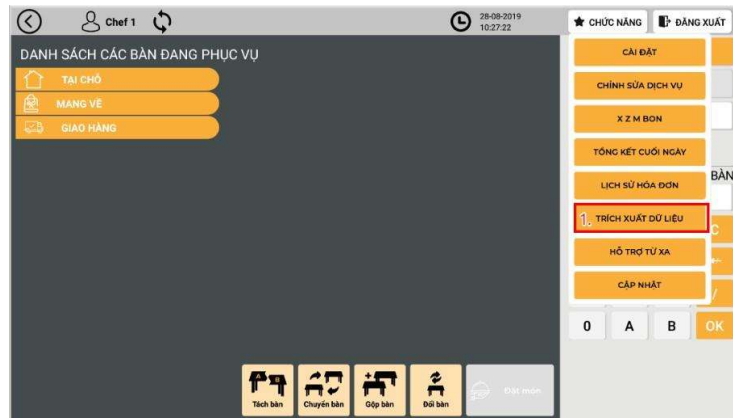 Chef 1
28-08-2019
10:27:22
CHỨC NĂNG
ĐĂNG XUẤT
DANH SÁCH CÁC BÀN ĐANG PHỤC VỤ
TẠI CHỖ
MANG VỀ
GIAO HÀNG
CÀI ĐẶT
CHỈNH SỬA DỊCH VỤ
X Z M BON
TỔNG KẾT CUỐI NGÀY
LỊCH SỬ HÓA ĐƠN
1. TRÍCH XUẤT DỮ LIỆU
HỖ TRỢ TỪ XA
CẬP NHẬT
BÀN
C
←
/
0 A B OK
A B
Tách bàn
Chuyển bàn
Gộp bàn
Đổi bàn
Đặt món